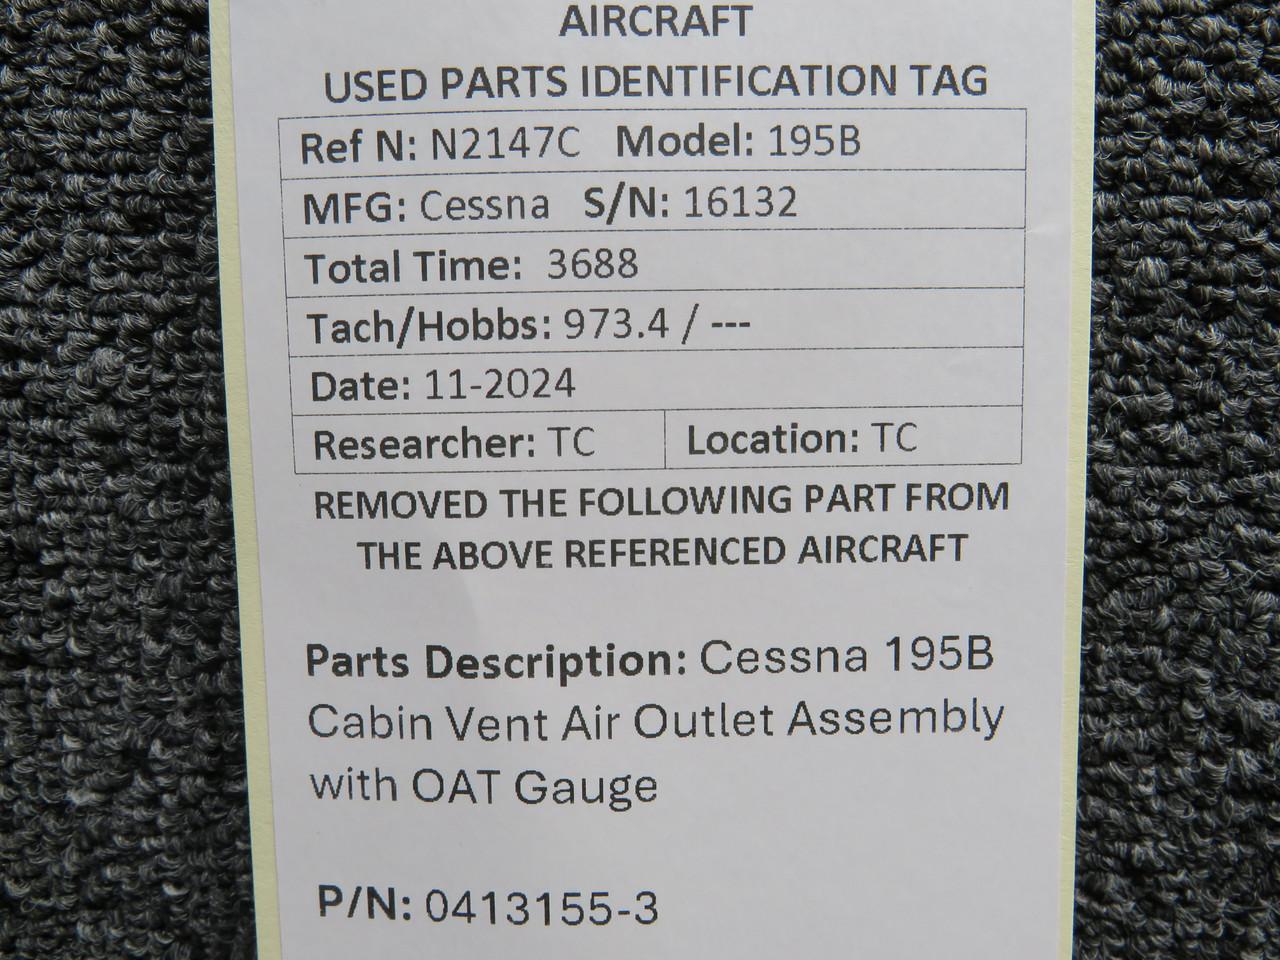 AIRCRAFT
USED PARTS IDENTIFICATION TAG
Ref N: N2147C Model: 195B
MFG: Cessna S/N: 16132
Total Time: 3688
Tach/Hobbs: 973.4 / ---
Date: 11-2024
Researcher: TC Location: TC
REMOVED THE FOLLOWING PART FROM
THE ABOVE REFERENCED AIRCRAFT
Parts Description: Cessna 195B
Cabin Vent Air Outlet Assembly
with OAT Gauge
P/N: 0413155-3